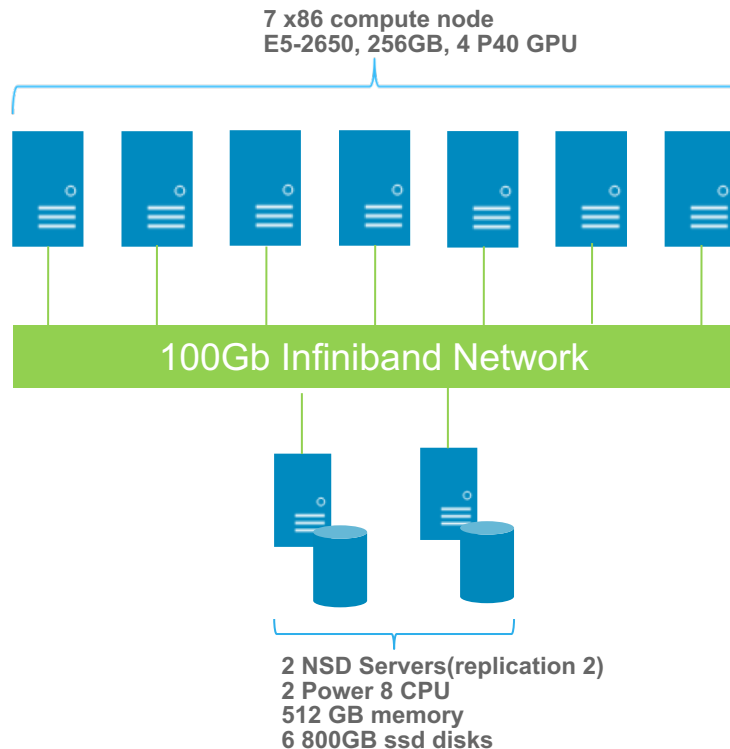 7 x86 compute node
E5-2650, 256GB, 4 P40 GPU
100Gb Infiniband Network
2 NSD Servers(replication 2)
2 Power 8 CPU
512 GB memory
6 800GB ssd disks